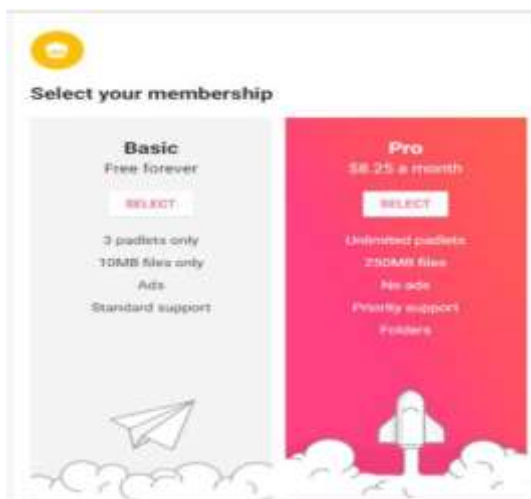 Select your membership
Basic
Free forever
SELECT
3 padlets only
10MB files only
Ads
Standard support
Pro
$8.25 a month
SELECT
Unlimited padlets
250MB files
No ads
Priority support
Folders